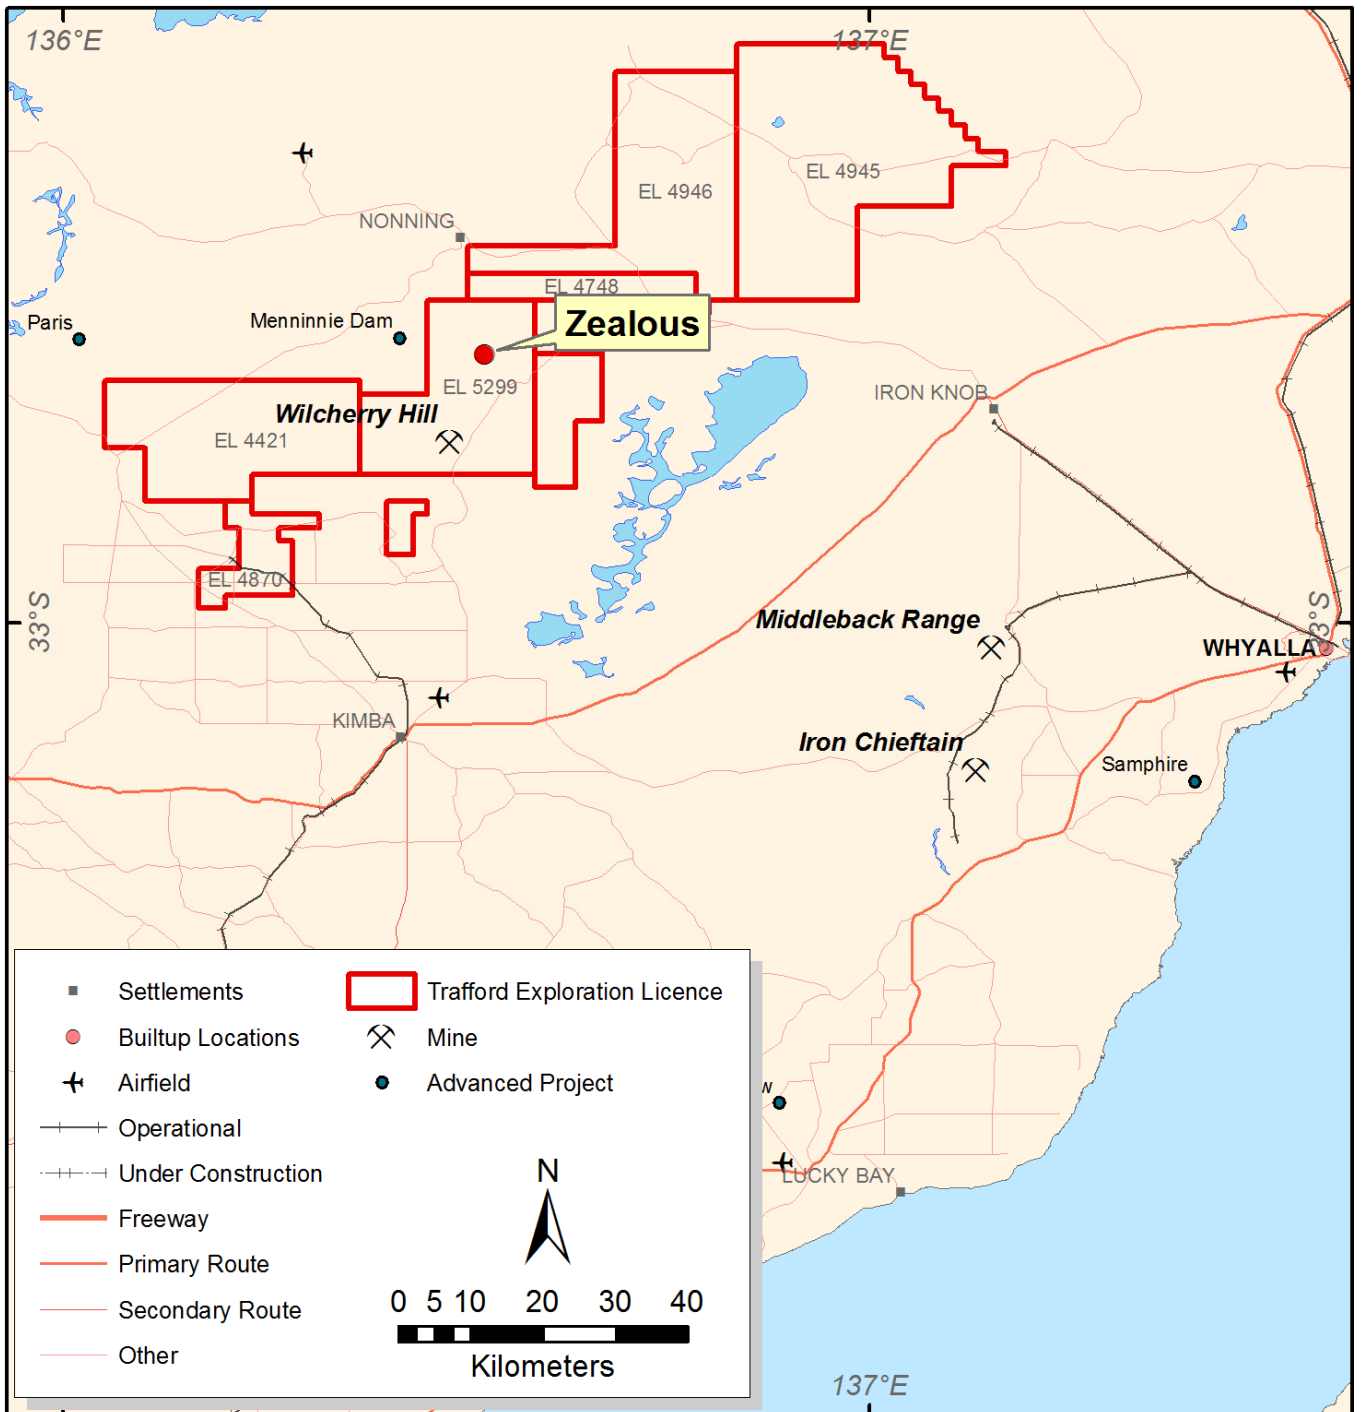 136°E
137°E
EL 4945
EL 4946
NONNING
EL 4748
Zealous
Paris
Menninnie Dam
EL 5299
IRON KNOB
Wilcherry Hill
EL 4421
EL 4870
33°S
33°S
Middleback Range
WHYALLA
KIMBA
Iron Chieftain
Samphire
Settlements
Trafford Exploration Licence
Builtup Locations
Mine
Airfield
Advanced Project
w
Operational
Under Construction
N
LUCKY BAY
Freeway
Primary Route
Secondary Route
0 5 10 20 30 40
Other
Kilometers
137°E